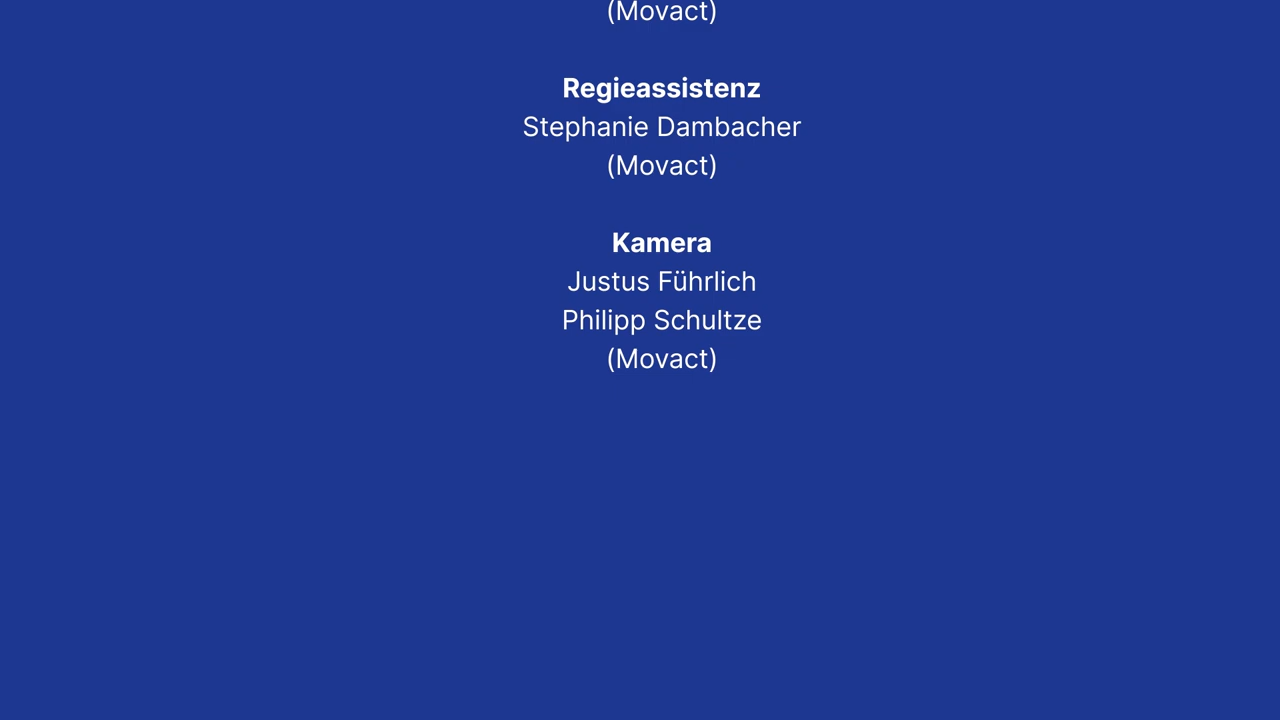 (Movact)
Regieassistenz
Stephanie Dambacher
(Movact)
Kamera
Justus Führlich
Philipp Schultze
(Movact)